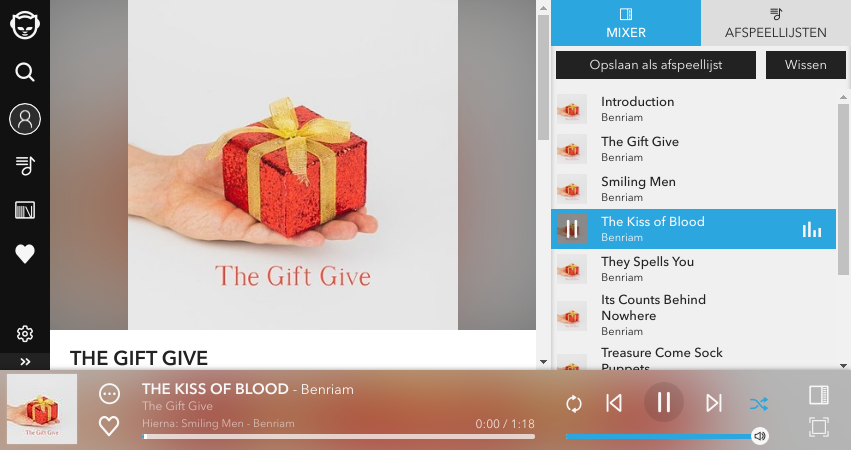 The Gift Give
THE GIFT GIVE
MIXER
AFSPEELLIJSTEN
Opslaan als afspeellijst
Wissen
Introduction
Benriam
The Gift Give
Benriam
Smiling Men
Benriam
The Kiss of Blood
Benriam
They Spells You
Benriam
Its Counts Behind
Nowhere
Benriam
Treasure Come Sock
Puppets
The Gift Give
THE KISS OF BLOOD - Benriam
The Gift Give
Hierna: Smiling Men - Benriam
0:00 / 1:18